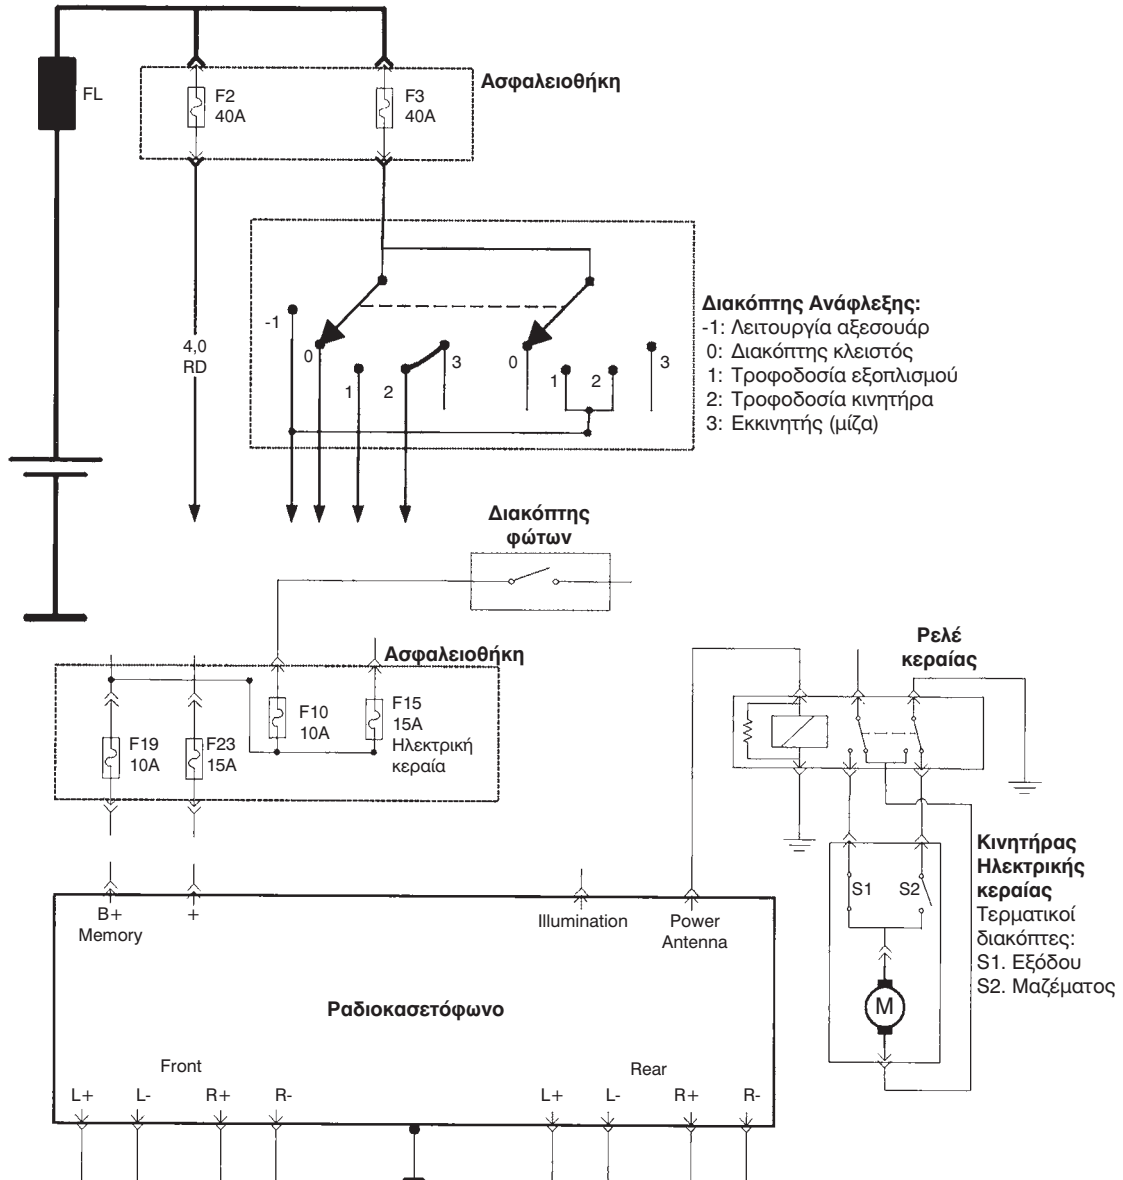 FL
F2
40A
F3
40A
Ασφαλειοθήκη
4,0
RD
-1
0
1
2
3
0
1
2
3
Διακόπτης Ανάφλεξης:
-1: Λειτουργία αξεσουάρ
0: Διακόπτης κλειστός
1: Τροφοδοσία εξοπλισμού
2: Τροφοδοσία κινητήρα
3: Εκκινητής (μίζα)
Διακόπτης
φώτων
Ασφαλειοθήκη
F19
10A
F23
15A
F10
10A
F15
15A
Ηλεκτρική
κεραία
Ρελέ
κεραίας
Κινητήρας
Ηλεκτρικής
κεραίας
Τερματικοί
διακόπτες:
S1. Εξόδου
S2. Μαζέματος
S1
S2
M
B+
Memory
+
Illumination
Power
Antenna
Ραδιοκασετόφωνο
Front
Rear
L+
L-
R+
R-
L+
L-
R+
R-